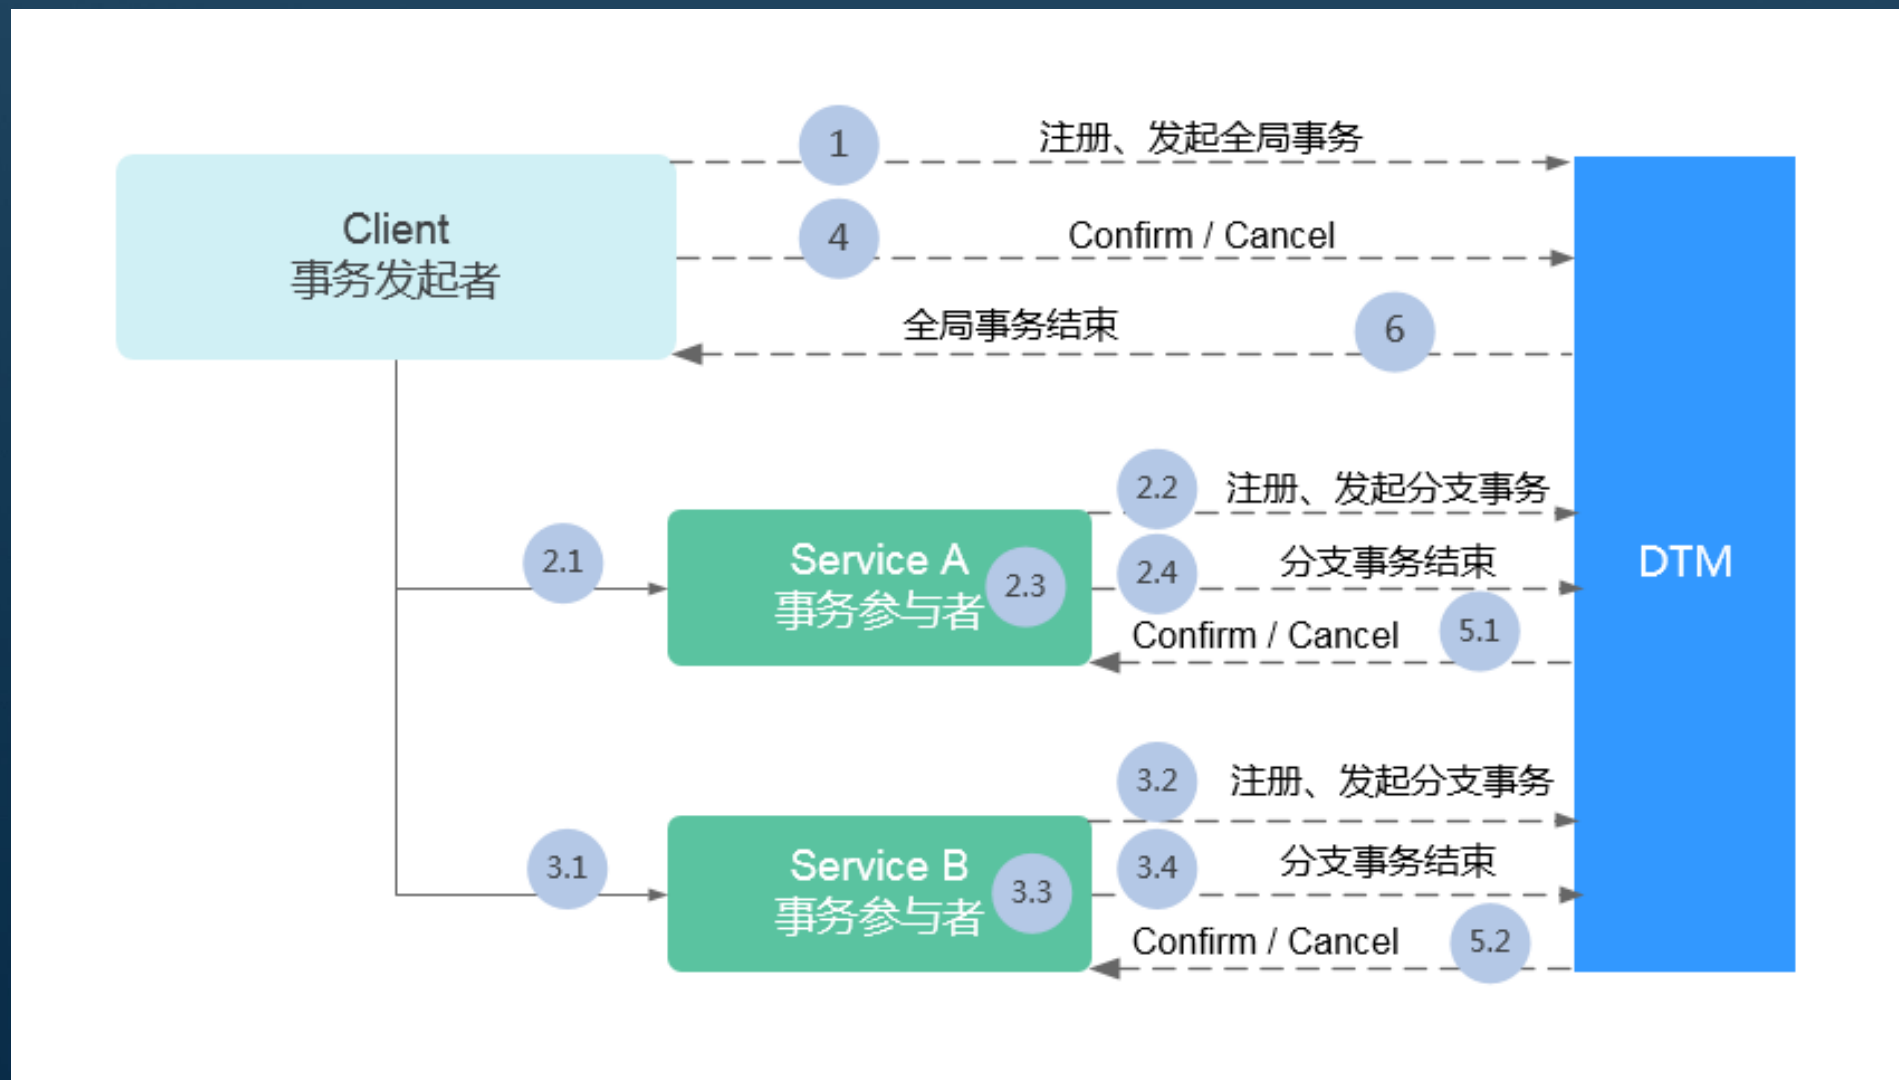 1
注册、发起全局事务
Client
事务发起者
4
Confirm / Cancel
全局事务结束
6
2.2
注册、发起分支事务
2.1
Service A
事务参与者
2.3
2.4
分支事务结束
DTM
Confirm / Cancel
5.1
3.2
注册、发起分支事务
3.1
Service B
事务参与者
3.3
3.4
分支事务结束
Confirm / Cancel
5.2